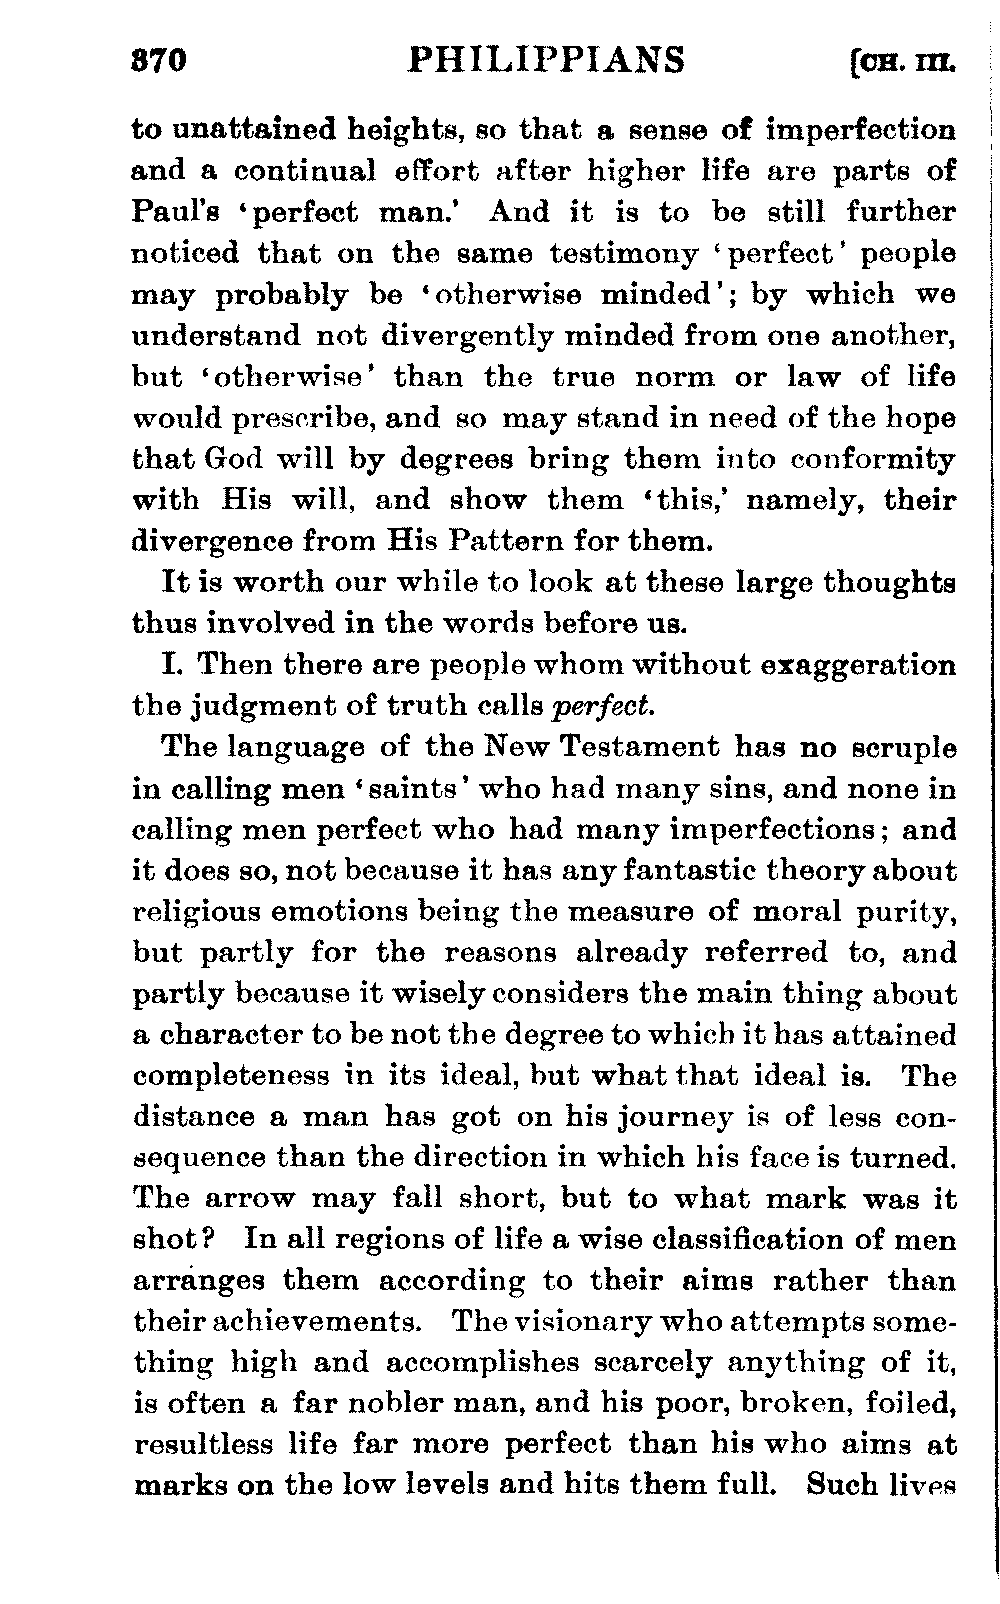 370 PHILIPPIANS [CH. III.
to unattained heights, so that a sense of imperfection
and a continual effort after higher life are parts of
Paul's 'perfect man.' And it is to be still further
noticed that on the same testimony 'perfect' people
may probably be 'otherwise minded'; by which we
understand not divergently minded from one another,
but 'otherwise' than the true norm or law of life
would prescribe, and so may stand in need of the hope
that God will by degrees bring them into conformity
with His will, and show them 'this,' namely, their
divergence from His Pattern for them.
It is worth our while to look at these large thoughts
thus involved in the words before us.
I. Then there are people whom without exaggeration
the judgment of truth calls perfect.
The language of the New Testament has no scruple
in calling men 'saints' who had many sins, and none in
calling men perfect who had many imperfections; and
it does so, not because it has any fantastic theory about
religious emotions being the measure of moral purity,
but partly for the reasons already referred to, and
partly because it wisely considers the main thing about
a character to be not the degree to which it has attained
completeness in its ideal, but what that ideal is. The
distance a man has got on his journey is of less con-
sequence than the direction in which his face is turned.
The arrow may fall short, but to what mark was it
shot? In all regions of life a wise classification of men
arranges them according to their aims rather than
their achievements. The visionary who attempts some-
thing high and accomplishes scarcely anything of it,
is often a far nobler man, and his poor, broken, foiled,
resultless life far more perfect than his who aims at
marks on the low levels and hits them full. Such lives